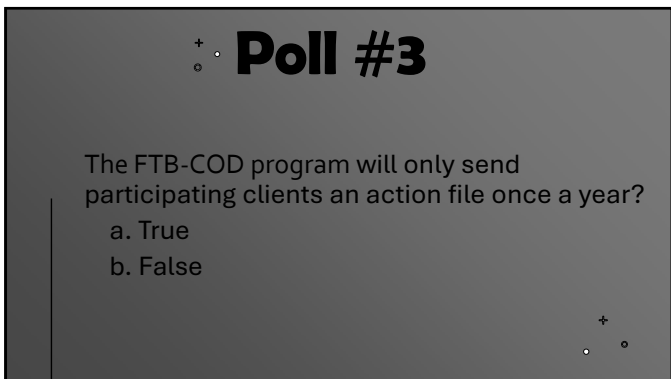 Poll #3
The FTB-COD program will only send
participating clients an action file once a year?
a. True
b. False